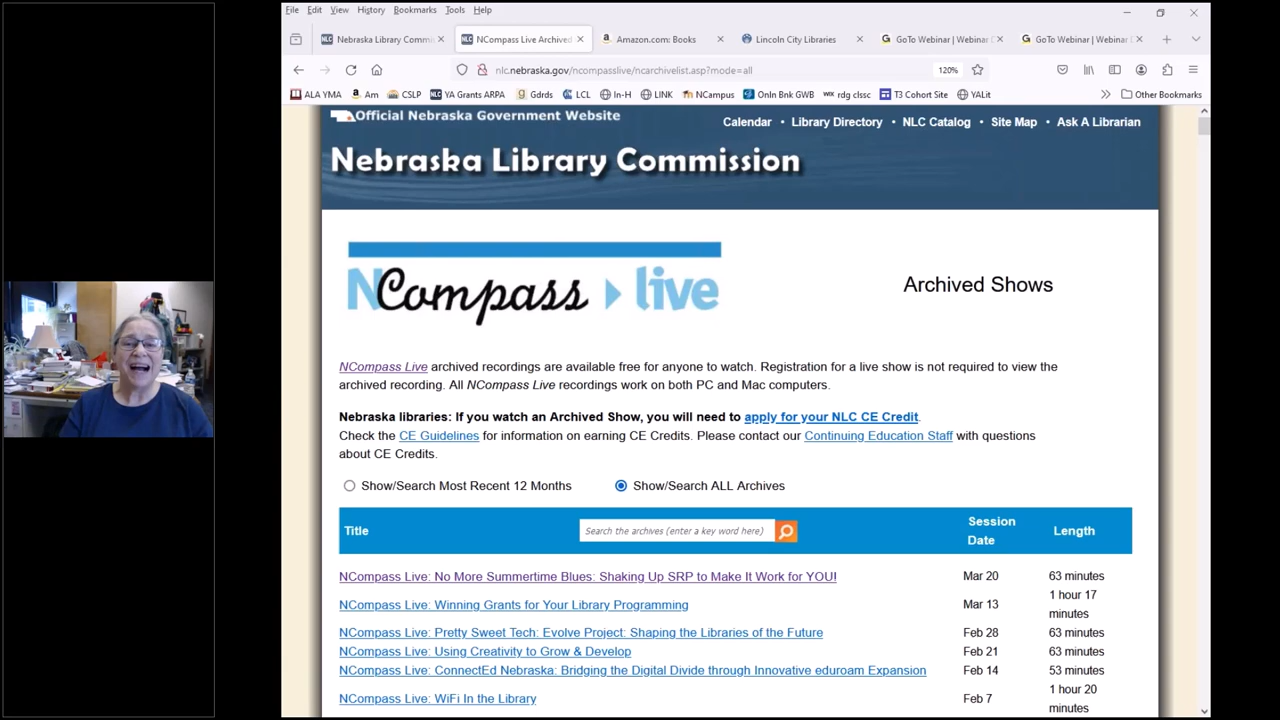 File Edit View History Bookmarks Tools Help
Nebraska Library Commi
NCompass Live Archived
Amazon.com: Books
Lincoln City Libraries
GoTo Webinar | Webinar
GoTo Webinar | Webinar
nlc.nebraska.gov/ncompasslive/ncarchivelist.asp?mode=all
120%
ALA YMA Am CSLP YA Grants ARPA Gdrds LCL In-H LINK NCampus Onln Bnk GWB rdg clssc T3 Cohort Site YALit Other Bookmarks
Official Nebraska Government Website
Calendar • Library Directory • NLC Catalog • Site Map • Ask A Librarian
Nebraska Library Commission
NCompass live
Archived Shows
NCompass Live archived recordings are available free for anyone to watch. Registration for a live show is not required to view the
archived recording. All NCompass Live recordings work on both PC and Mac computers.
Nebraska libraries: If you watch an Archived Show, you will need to apply for your NLC CE Credit.
Check the CE Guidelines for information on earning CE Credits. Please contact our Continuing Education Staff with questions
about CE Credits.
Show/Search Most Recent 12 Months
Show/Search ALL Archives
Title
Search the archives (enter a key word here)
Session
Date
Length
NCompass Live: No More Summertime Blues: Shaking Up SRP to Make It Work for YOU! Mar 20 63 minutes
NCompass Live: Winning Grants for Your Library Programming Mar 13 1 hour 17
minutes
NCompass Live: Pretty Sweet Tech: Evolve Project: Shaping the Libraries of the Future Feb 28 63 minutes
NCompass Live: Using Creativity to Grow & Develop Feb 21 63 minutes
NCompass Live: ConnectEd Nebraska: Bridging the Digital Divide through Innovative eduroam Expansion Feb 14 53 minutes
NCompass Live: WiFi In the Library Feb 7 1 hour 20
minutes